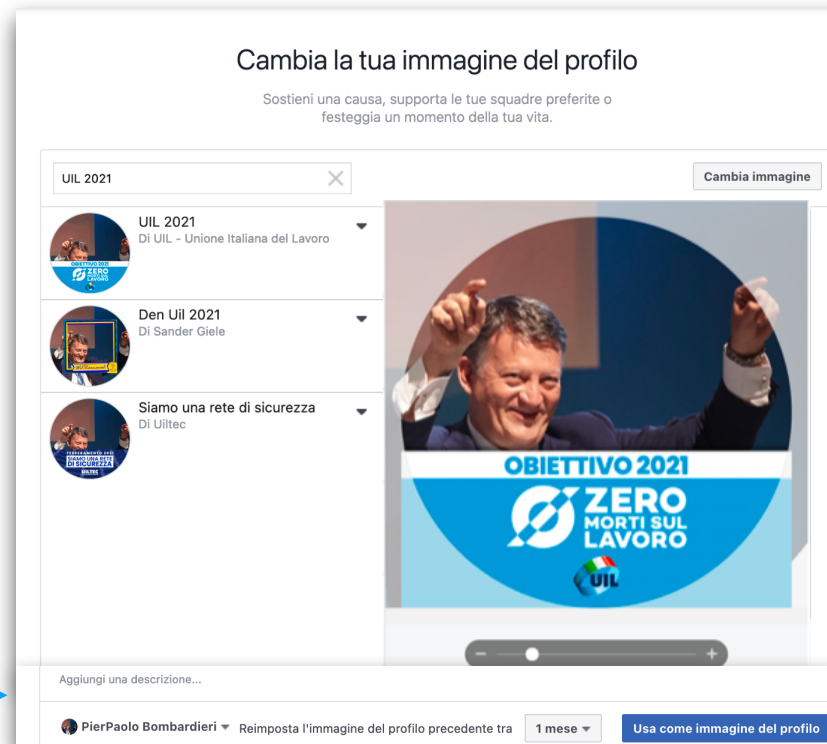 Cambia la tua immagine del profilo
Sostieni una causa, supporta le tue squadre preferite o
festeggia un momento della tua vita.
UIL 2021
Cambia immagine
UIL 2021
Di UIL - Unione Italiana del Lavoro
OBIETTIVO 2021
ZERO
MORTI SUL
LAVORO
Den Uil 2021
Di Sander Giele
Siamo una rete di sicurezza
Di Uiltec
TESSERAMENTO 2021
SIAMO UNA RETE
DI SICUREZZA
UILTEC
OBIETTIVO 2021
ZERO
MORTI SUL
LAVORO
UIL
Aggiungi una descrizione...
PierPaolo Bombardieri
Reimposta l'immagine del profilo precedente tra
1 mese
Usa come immagine del profilo